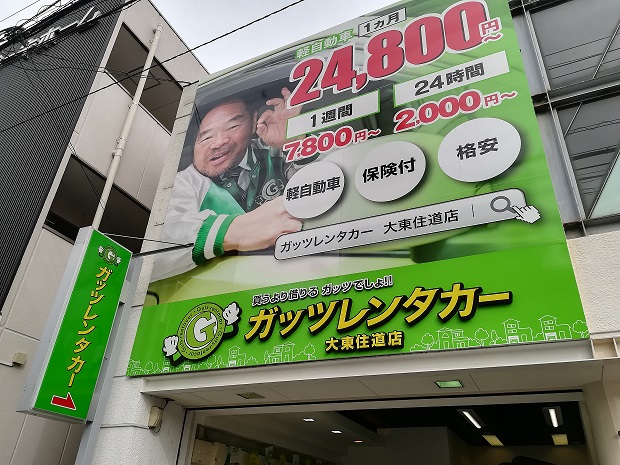 軽自動車 1カ月
24,800円〜
1週間
7,800円〜
24時間
2,000円〜
軽自動車
保険付
格安
ガッツレンタカー 大東住道店
買うより借りる ガッツでしょ!!
G
ガッツレンタカー
大東住道店
G
ガッツレンタカー